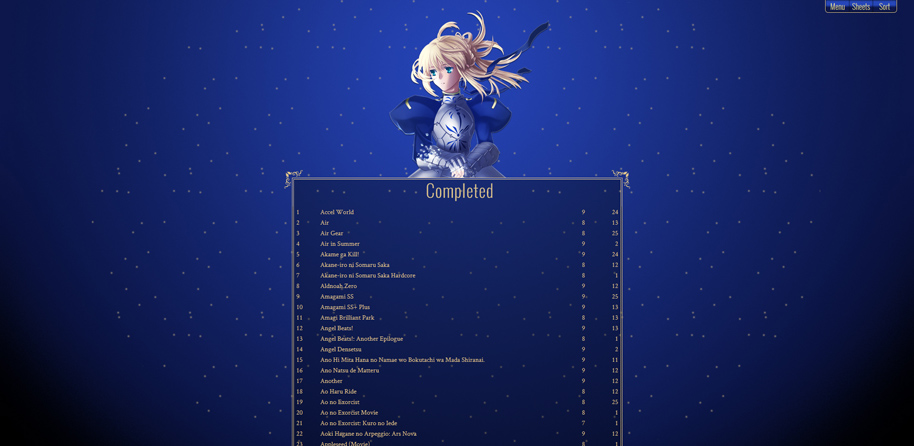 Menu Sheets Sort
Completed
1 Accel World 9 24
2 Air 8 13
3 Air Gear 8 25
4 Air in Summer 9 2
5 Akame ga Kill! 9 24
6 Akane-iro ni Somaru Saka 8 12
7 Akane-iro ni Somaru Saka Hardcore 8 1
8 Aldnoah.Zero 9 12
9 Amagami SS 9 25
10 Amagami SS+ Plus 9 13
11 Amagi Brilliant Park 8 13
12 Angel Beats! 9 13
13 Angel Beats!: Another Epilogue 8 1
14 Angel Densetsu 9 2
15 Ano Hi Mita Hana no Namae wo Bokutachi wa Mada Shiranai. 9 11
16 Ano Natsu de Matteru 9 12
17 Another 9 12
18 Ao Haru Ride 8 12
19 Ao no Exorcist 8 25
20 Ao no Exorcist Movie 8 1
21 Ao no Exorcist: Kuro no Iede 7 1
22 Aoki Hagane no Arpeggio: Ars Nova 9 12
23 Appleseed (Movie) 8 1